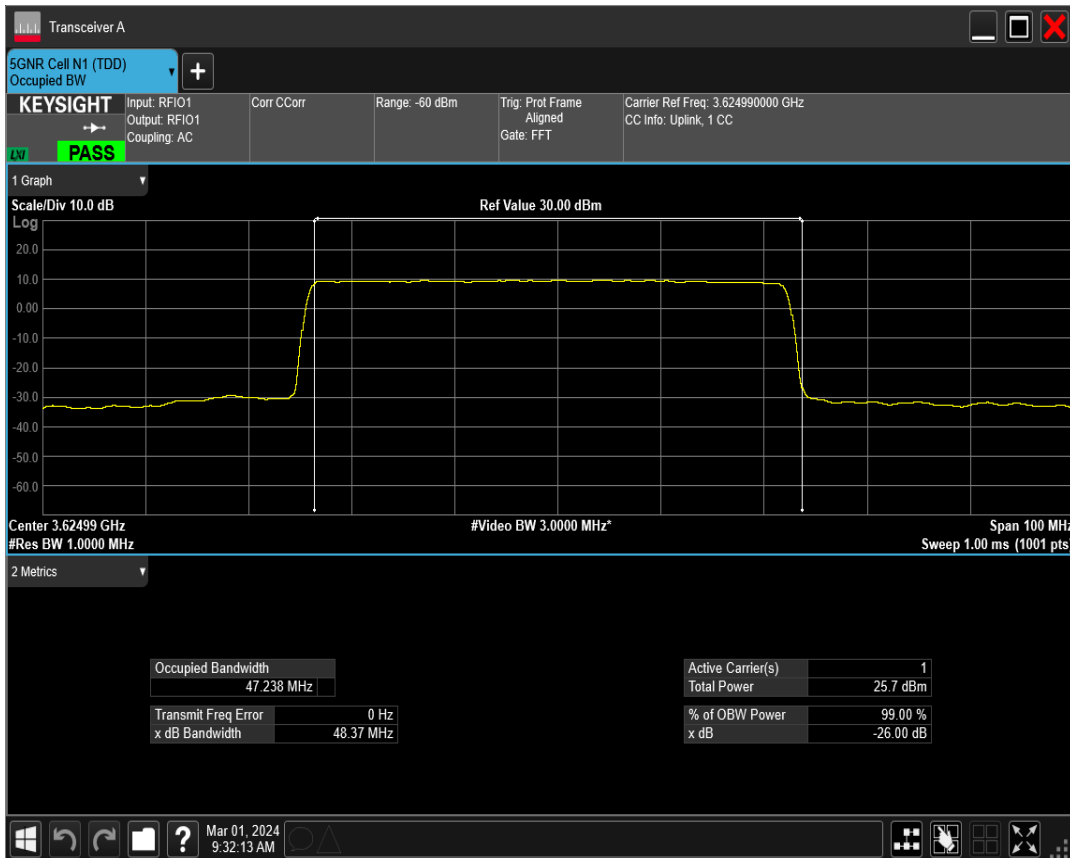 Transceiver A
5GNR Cell N1 (TDD)
Occupied BW
+
KEYSIGHT
LXI
PASS
Input: RFIO1
Output: RFIO1
Coupling: AC
Corr CCorr
Range: -60 dBm
Trig: Prot Frame
Aligned
Gate: FFT
Carrier Ref Freq: 3.624990000 GHz
CC Info: Uplink, 1 CC
1 Graph
Scale/Div 10.0 dB
Ref Value 30.00 dBm
Log
20.0
10.0
0.00
-10.0
-20.0
-30.0
-40.0
-50.0
-60.0
Center 3.62499 GHz
#Video BW 3.0000 MHz*
Span 100 MHz
#Res BW 1.0000 MHz
Sweep 1.00 ms (1001 pts)
2 Metrics
Occupied Bandwidth
47.238 MHz
Transmit Freq Error 0 Hz
x dB Bandwidth 48.37 MHz
Active Carrier(s) 1
Total Power 25.7 dBm
% of OBW Power 99.00 %
x dB -26.00 dB
?
Mar 01, 2024
9:32:13 AM